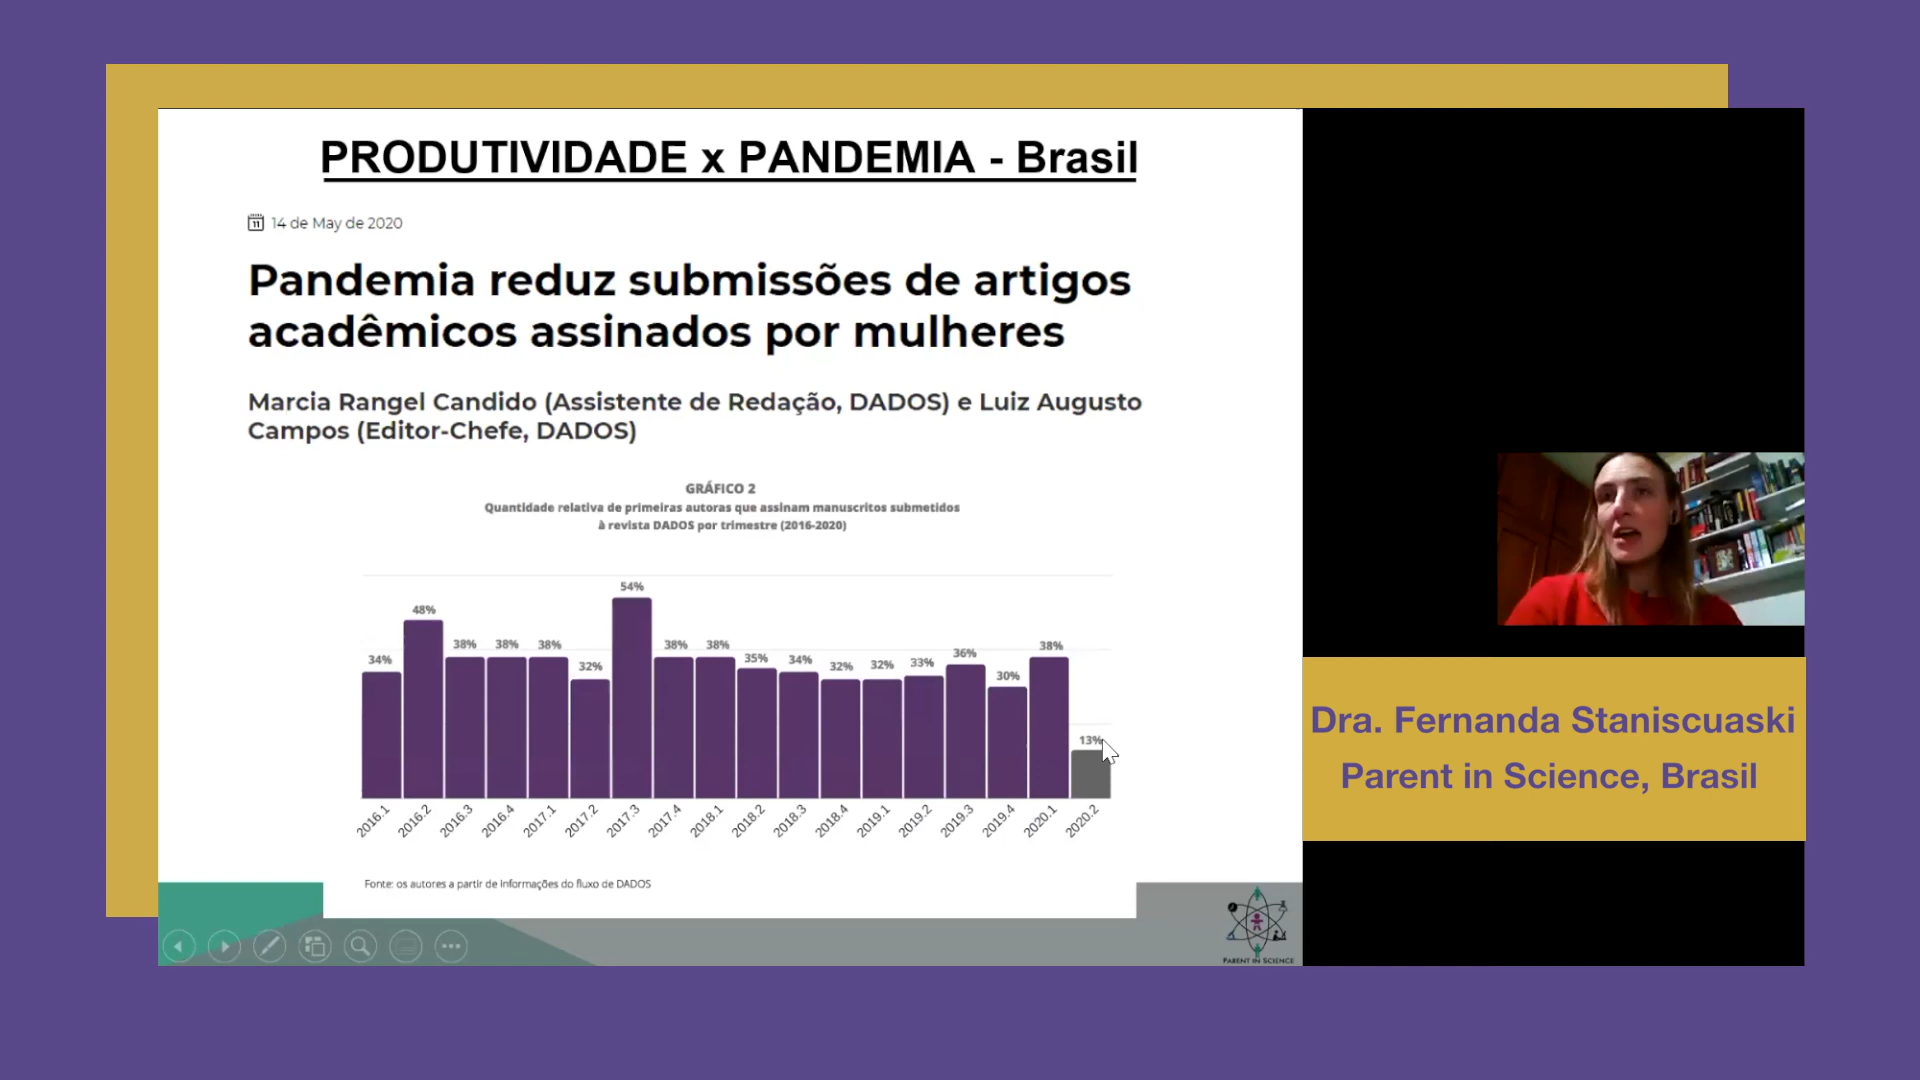 PRODUTIVIDADE x PANDEMIA - Brasil
11
14 de May de 2020
Pandemia reduz submissões de artigos
acadêmicos assinados por mulheres
Marcia Rangel Candido (Assistente de Redação, DADOS) e Luiz Augusto
Campos (Editor-Chefe, DADOS)
GRÁFICO 2
Quantidade relativa de primeiras autoras que assinam manuscritos submetidos
à revista DADOS por trimestre (2016-2020)
34% 48% 38% 38% 38% 32% 54% 38% 38% 35% 34% 32% 32% 33% 36% 30% 38% 13%
2016.1 2016.2 2016.3 2016.4 2017.1 2017.2 2017.3 2017.4 2018.1 2018.2 2018.3 2018.4 2019.1 2019.2 2019.3 2019.4 2020.1 2020.2
Fonte: os autores a partir de informações do fluxo de DADOS
PARENT IN SCIENCE
Dra. Fernanda Staniscuaski
Parent in Science, Brasil